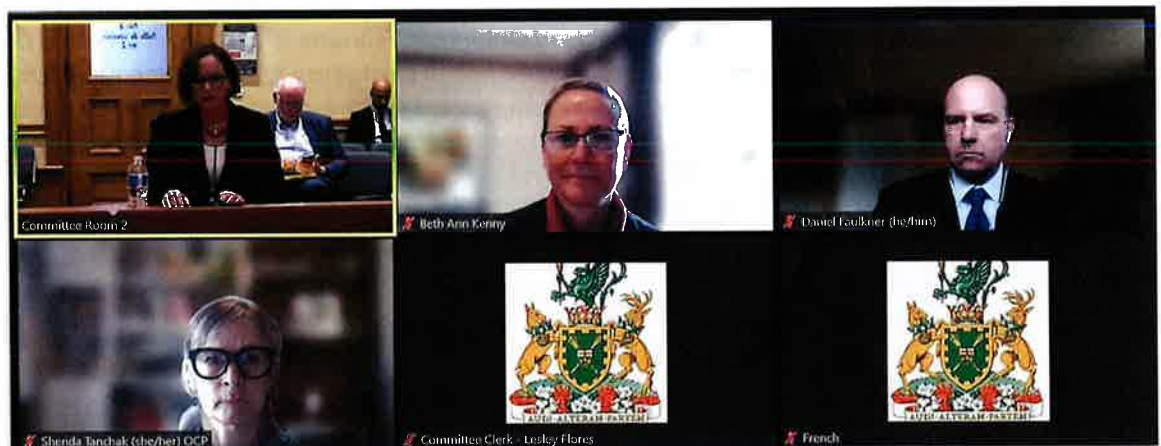 Committee Room 2
Beth Ann Kenny
Daniel Faulkner (he/him)
Shenda Tanchak (she/her) OCP
AUDI·ALTERAM·PARTEM
Committee Clerk - Lesley Flores
AUDI·ALTERAM·PARTEM
French